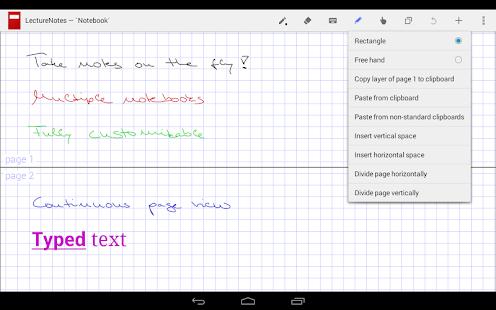 LectureNotes — `Notebook´
Rectangle
Free hand
Copy layer of page 1 to clipboard
Paste from clipboard
Paste from non-standard clipboards
Insert vertical space
Insert horizontal space
Divide page horizontally
Divide page vertically
Take notes on the fly!
Multiple notebooks
Fully customizable
page 1
page 2
Continuous page view
Typed text